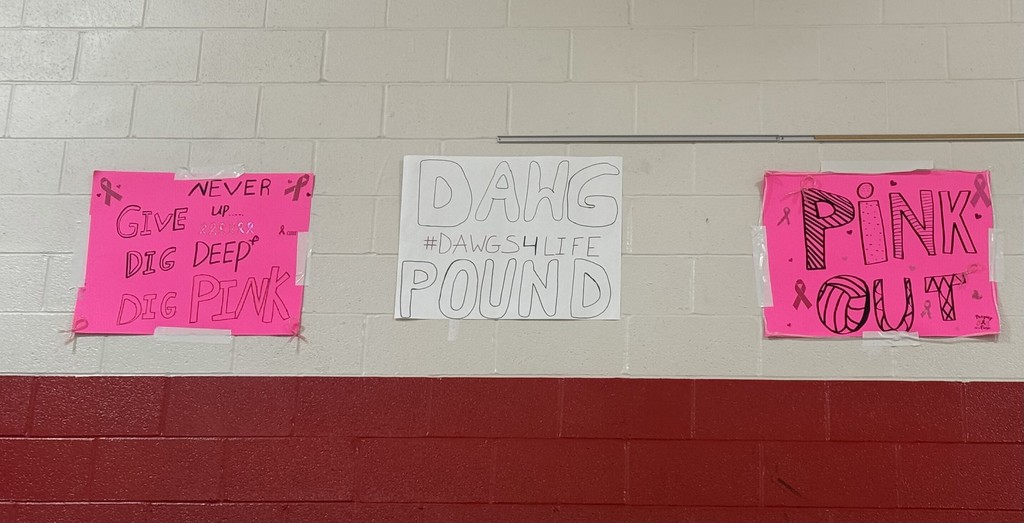 NEVER
GIVE UP.....
DIG DEEP
DIG PINK
DAWG
#DAWGS4LIFE
POUND
PiNK
OUT